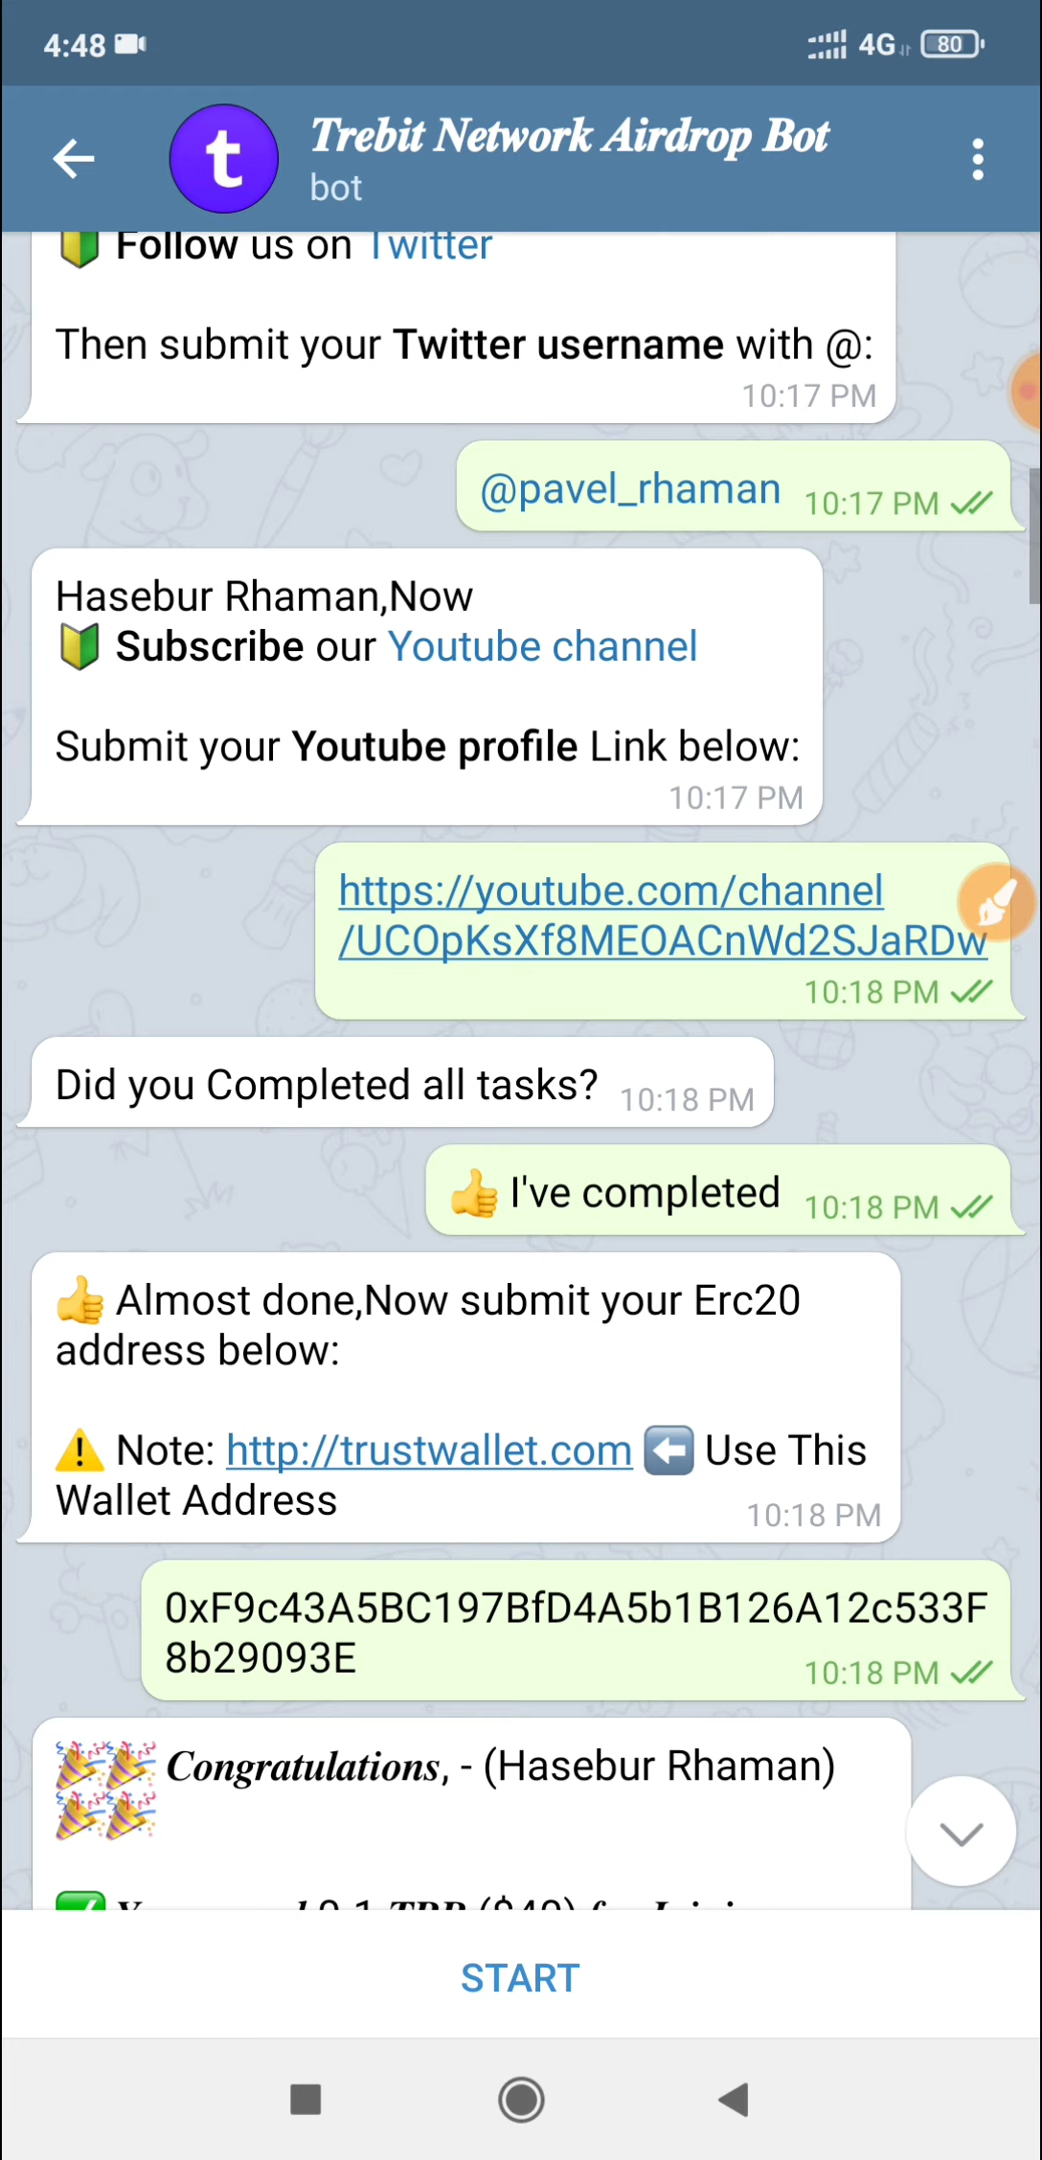 4:48
4G 80
Trebit Network Airdrop Bot
bot
Follow us on Twitter
Then submit your Twitter username with @:
10:17 PM
@pavel_rhaman 10:17 PM
Hasebur Rhaman,Now
Subscribe our Youtube channel
Submit your Youtube profile Link below:
10:17 PM
https://youtube.com/channel
/UCOpKsXf8MEOACnWd2SJaRDw
10:18 PM
Did you Completed all tasks? 10:18 PM
I've completed 10:18 PM
Almost done,Now submit your Erc20
address below:
Note: http://trustwallet.com Use This
Wallet Address 10:18 PM
0xF9c43A5BC197BfD4A5b1B126A12c533F
8b29093E 10:18 PM
Congratulations, - (Hasebur Rhaman)
START